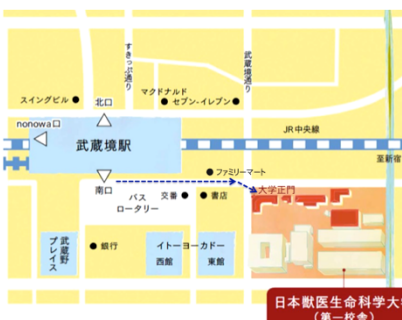 すきっぷ通り
武蔵境通り
マクドナルド
スイングビル
北口
セブン-イレブン
nonowa口
JR中央線
武蔵境駅
至新宿
ファミリーマート
大学正門
南口
バス
ロータリー
交番
書店
武蔵野
プレイス
銀行
イトーヨーカドー
西館
東館
日本獣医生命科学大
(第一校舎)